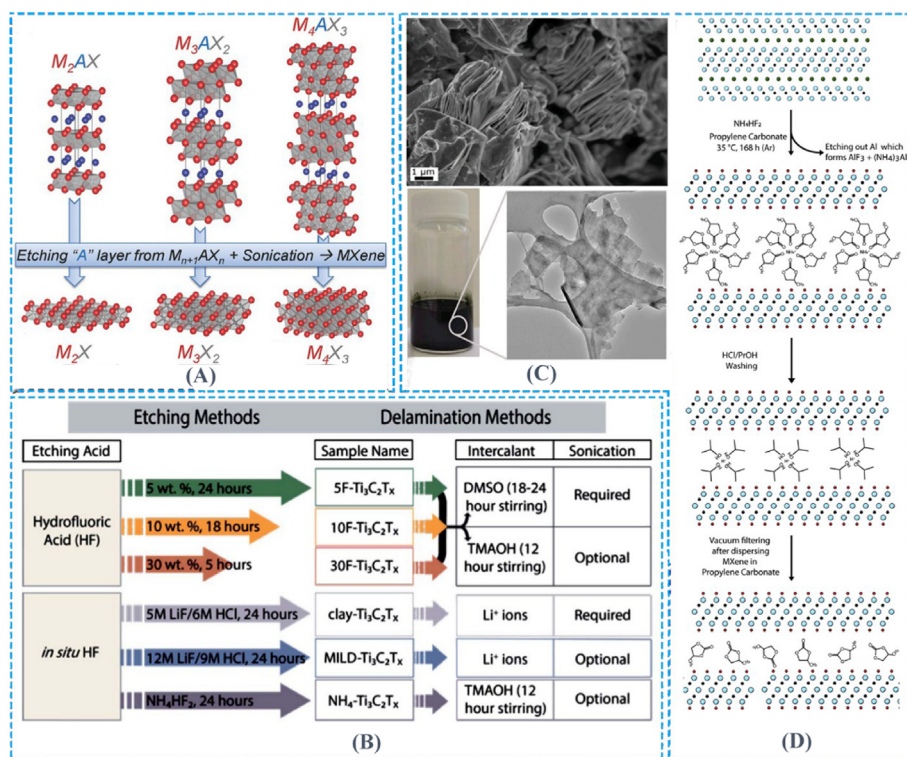 M₂AX
M₃AX₂
M₄AX₃
Etching "A" layer from Mₙ₊₁AXₙ + Sonication → MXene
M₂X
M₃X₂
M₄X₃
(A)
1 µm
(C)
Etching Methods
Delamination Methods
Etching Acid
Sample Name
Intercalant
Sonication
Hydrofluoric
Acid (HF)
5 wt. %, 24 hours
5F-Ti₃C₂Tₓ
10 wt. %, 18 hours
10F-Ti₃C₂Tₓ
30 wt. %, 5 hours
30F-Ti₃C₂Tₓ
DMSO (18-24
hour stirring)
Required
TMAOH (12
hour stirring)
Optional
in situ HF
5M LiF/6M HCl, 24 hours
clay-Ti₃C₂Tₓ
Li⁺ ions
Required
12M LiF/9M HCl, 24 hours
MILD-Ti₃C₂Tₓ
Li⁺ ions
Optional
NH₄HF₂, 24 hours
NH₄-Ti₃C₂Tₓ
TMAOH (12
hour stirring)
Optional
(B)
NH₄HF₂
Propylene Carbonate
35 °C, 168 h (Ar)
Etching out Al which
forms AlF₃ + (NH4)3Al
HCl/PrOH
Washing
Vacuum filtering
after dispersing
MXene in
Propylene Carbonate
(D)